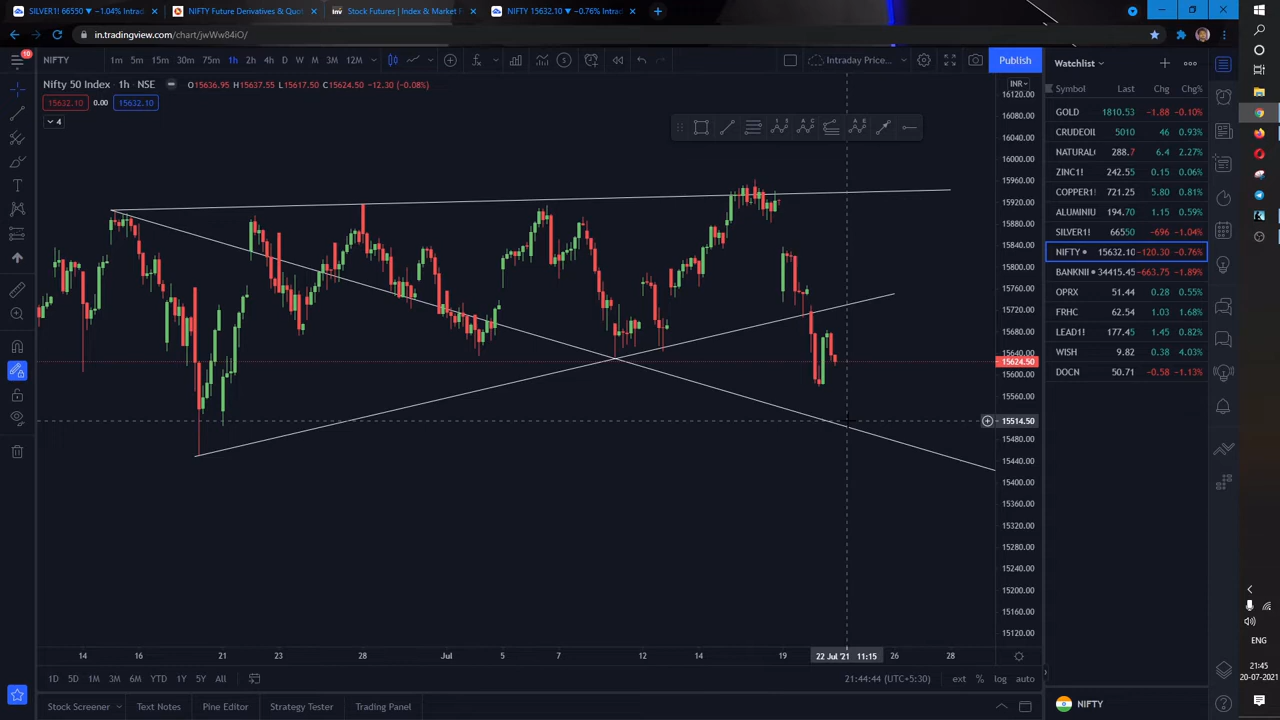 SILVER1! 66550 ▼ −1.04% Intrad
NIFTY Future Derivatives & Quot
Stock Futures | Index & Market F
NIFTY 15632.10 ▼ −0.76% Intrad
in.tradingview.com/chart/jwWw84iO/
10
NIFTY
1m 5m 15m 30m 75m 1h 2h 4h D W M 3M 12M
Intraday Price...
Publish
Nifty 50 Index · 1h · NSE
O15636.95 H15637.55 L15617.50 C15624.50 −12.30 (−0.08%)
15632.10 0.00 15632.10
4
INR
16120.00
16080.00
16040.00
16000.00
15960.00
15920.00
15880.00
15840.00
15800.00
15760.00
15720.00
15680.00
15640.00
15624.50
15600.00
15560.00
15514.50
15480.00
15440.00
15400.00
15360.00
15320.00
15280.00
15240.00
15200.00
15160.00
15120.00
14 21 23 28 Jul 5 7 12 14 19 22 Jul '21 11:15 26 28
1D 5D 1M 3M 6M YTD 1Y 5Y All
21:44:44 (UTC+5:30) ext % log auto
Stock Screener Text Notes Pine Editor Strategy Tester Trading Panel
Watchlist
Symbol Last Chg Chg%
GOLD 1810.53 −1.88 −0.10%
CRUDEOIL 5010 46 0.93%
NATURAL 288.7 6.4 2.27%
ZINC1! 242.55 0.15 0.06%
COPPER1! 721.25 5.80 0.81%
ALUMINIU 194.70 1.15 0.59%
SILVER1! 66550 −696 −1.04%
NIFTY 15632.10 −120.30 −0.76%
BANKNII 34415.45 −663.75 −1.89%
OPRX 51.44 0.28 0.55%
FRHC 62.54 1.03 1.68%
LEAD1! 177.45 1.45 0.82%
WISH 9.82 0.38 4.03%
DOCN 50.71 −0.58 −1.13%
NIFTY
ENG
21:45
20-07-2021